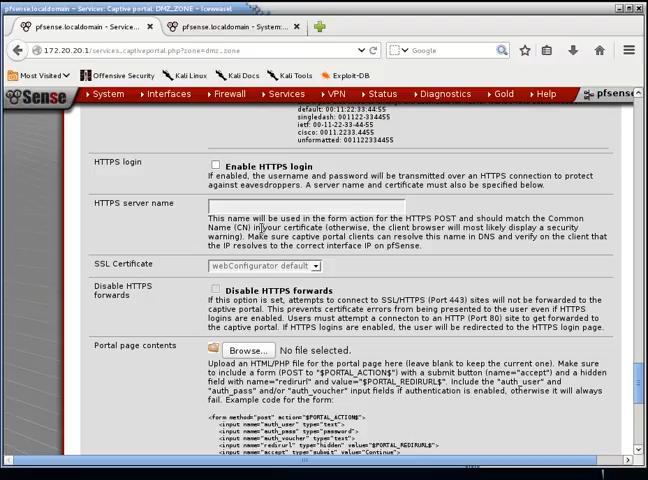 pfsense.localdomain - Services: Captive portal: DMZ_ZONE - Iceweasel
pfsense.localdomain - Service...
pfsense.localdomain - System:...
172.20.20.1/services_captiveportal.php?zone=dmz_zone
Google
Most Visited
Offensive Security
Kali Linux
Kali Docs
Kali Tools
Exploit-DB
Sense
System
Interfaces
Firewall
Services
VPN
Status
Diagnostics
Gold
Help
pfsense
default: 00:11:22:33:44:55
singledash: 001122-334455
ietf: 00-11-22-33-44-55
cisco: 0011.2233.4455
unformatted: 001122334455
HTTPS login
Enable HTTPS login
If enabled, the username and password will be transmitted over an HTTPS connection to protect
against eavesdroppers. A server name and certificate must also be specified below.
HTTPS server name
This name will be used in the form action for the HTTPS POST and should match the Common
Name (CN) in your certificate (otherwise, the client browser will most likely display a security
warning). Make sure captive portal clients can resolve this name in DNS and verify on the client that
the IP resolves to the correct interface IP on pfSense.
SSL Certificate
webConfigurator default
Disable HTTPS
forwards
Disable HTTPS forwards
If this option is set, attempts to connect to SSL/HTTPS (Port 443) sites will not be forwarded to the
captive portal. This prevents certificate errors from being presented to the user even if HTTPS
logins are enabled. Users must attempt a connection to an HTTP (Port 80) site to get forwarded to
the captive portal. If HTTPS logins are enabled, the user will be redirected to the HTTPS login page.
Portal page contents
Browse...
No file selected.
Upload an HTML/PHP file for the portal page here (leave blank to keep the current one). Make sure
to include a form (POST to "$PORTAL_ACTION$") with a submit button (name="accept") and a hidden
field with name="redirurl" and value="$PORTAL_REDIRURL$". Include the "auth_user" and
"auth_pass" and/or "auth_voucher" input fields if authentication is enabled, otherwise it will always
fail. Example code for the form:
<form method="post" action="$PORTAL_ACTION$">
<input name="auth_user" type="text">
<input name="auth_pass" type="password">
<input name="auth_voucher" type="text">
<input name="redirurl" type="hidden" value="$PORTAL_REDIRURL$">
<input name="accept" type="submit" value="Continue">